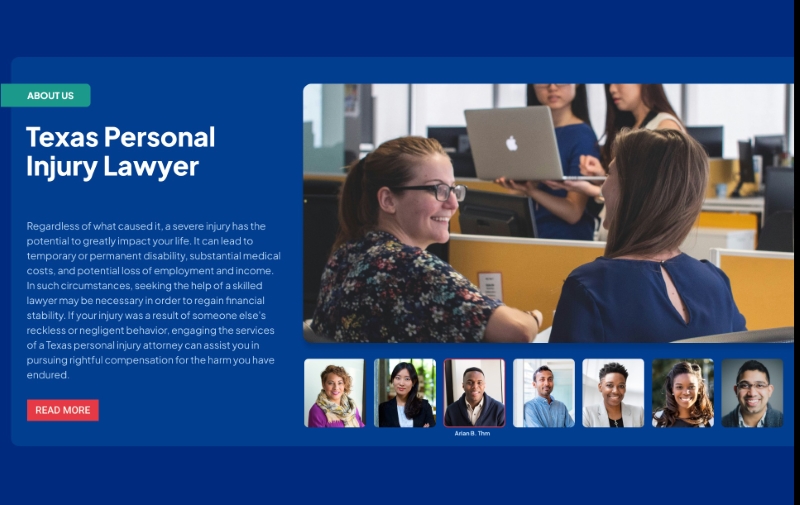 ABOUT US
Texas Personal
Injury Lawyer
Regardless of what caused it, a severe injury has the
potential to greatly impact your life. It can lead to
temporary or permanent disability, substantial medical
costs, and potential loss of employment and income.
In such circumstances, seeking the help of a skilled
lawyer may be necessary in order to regain financial
stability. If your injury was a result of someone else's
reckless or negligent behavior, engaging the services
of a Texas personal injury attorney can assist you in
pursuing rightful compensation for the harm you have
endured.
READ MORE
Arian B. Thm